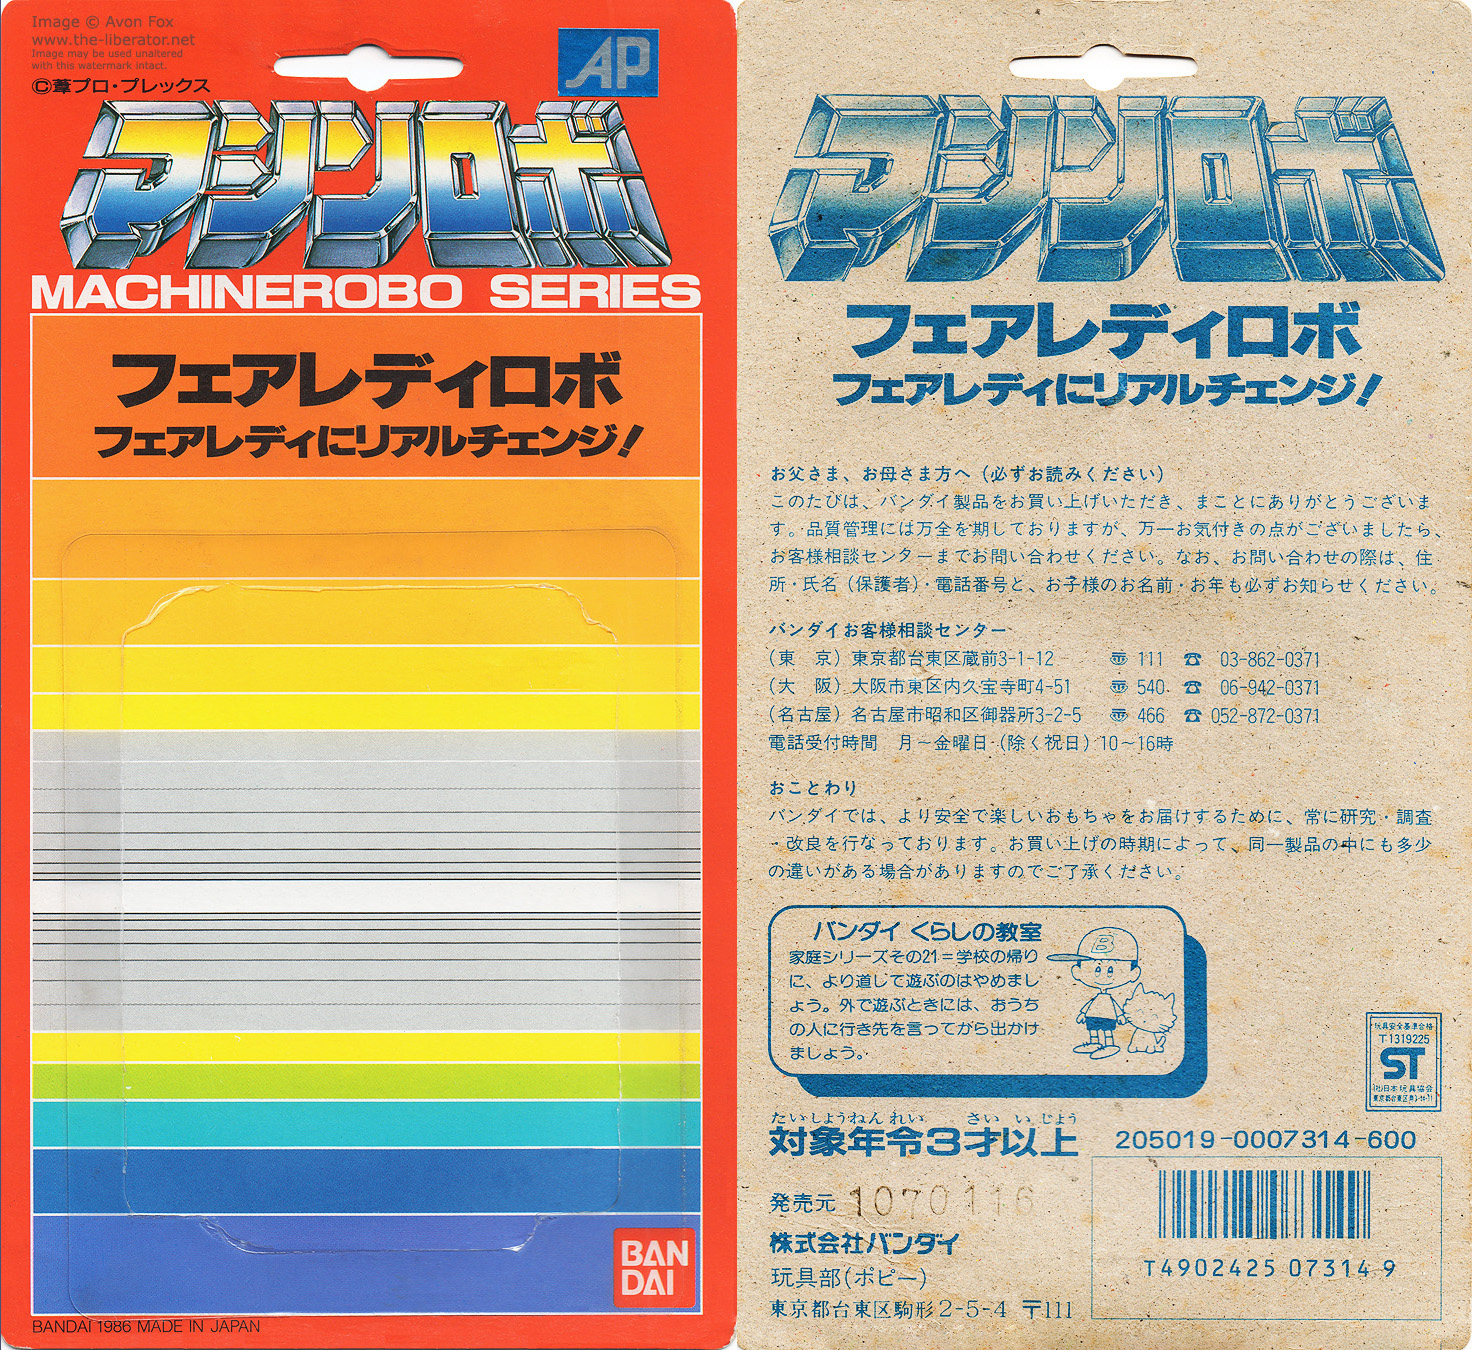 Image © Avon Fox
www.the-liberator.net
Image may be used unaltered
with this watermark intact.
©葦プロ・プレックス
AP
マシンロボ
MACHINEROBO SERIES
フェアレディロボ
フェアレディにリアルチェンジ!
BAN
DAI
BANDAI 1986 MADE IN JAPAN
マシンロボ
フェアレディロボ
フェアレディにリアルチェンジ!
お父さま、お母さま方へ(必ずお読みください)
このたびは、バンダイ製品をお買い上げいただき、まことにありがとうございま
す。品質管理には万全を期しておりますが、万一お気付きの点がございましたら、
お客様相談センターまでお問い合わせください。なお、お問い合わせの際は、住
所・氏名(保護者)・電話番号と、お子様のお名前・お年も必ずお知らせください。
バンダイお客様相談センター
(東 京) 東京都台東区蔵前3-1-12 〠 111 ☎ 03-862-0371
(大 阪) 大阪市東区内久宝寺町4-51 〠 540 ☎ 06-942-0371
(名古屋) 名古屋市昭和区御器所3-2-5 〠 466 ☎ 052-872-0371
電話受付時間 月〜金曜日(除く祝日)10〜16時
おことわり
バンダイでは、より安全で楽しいおもちゃをお届けするために、常に研究・調査
・改良を行なっております。お買い上げの時期によって、同一製品の中にも多少
の違いがある場合がありますのでご了承ください。
バンダイ くらしの教室
家庭シリーズその21=学校の帰り
に、より道して遊ぶのはやめまし
ょう。外で遊ぶときには、おうち
の人に行き先を言ってから出かけ
ましょう。
B
玩具安全基準合格
T1319225
ST
(社)日本玩具協会
たいしょうねんれい さい いじょう
対象年令3才以上
205019-0007314-600
発売元 1070116
株式会社バンダイ
玩具部(ポピー)
東京都台東区駒形2-5-4 〒111
T4902425 07314 9